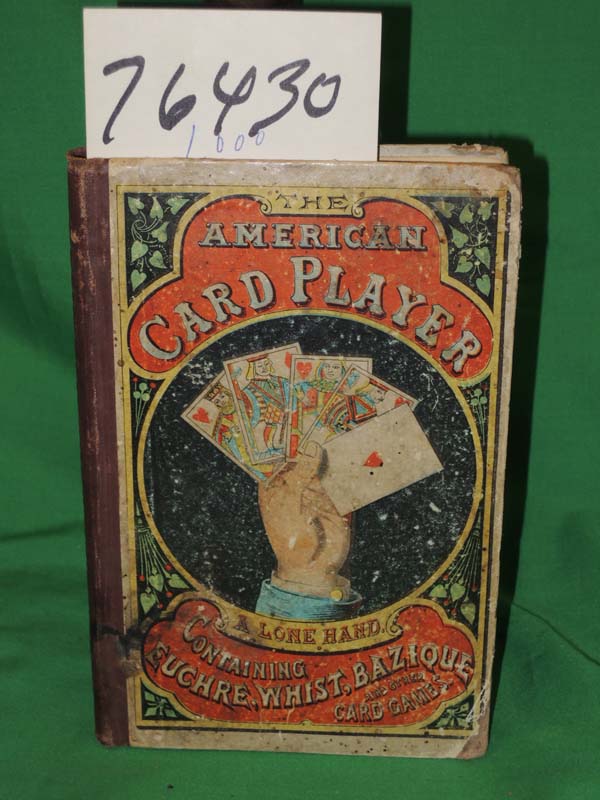 76430
1000
THE
AMERICAN
CARD PLAYER
A LONE HAND.
CONTAINING
EUCHRE, WHIST, BAZIQUE
AND OTHER
CARD GAMES